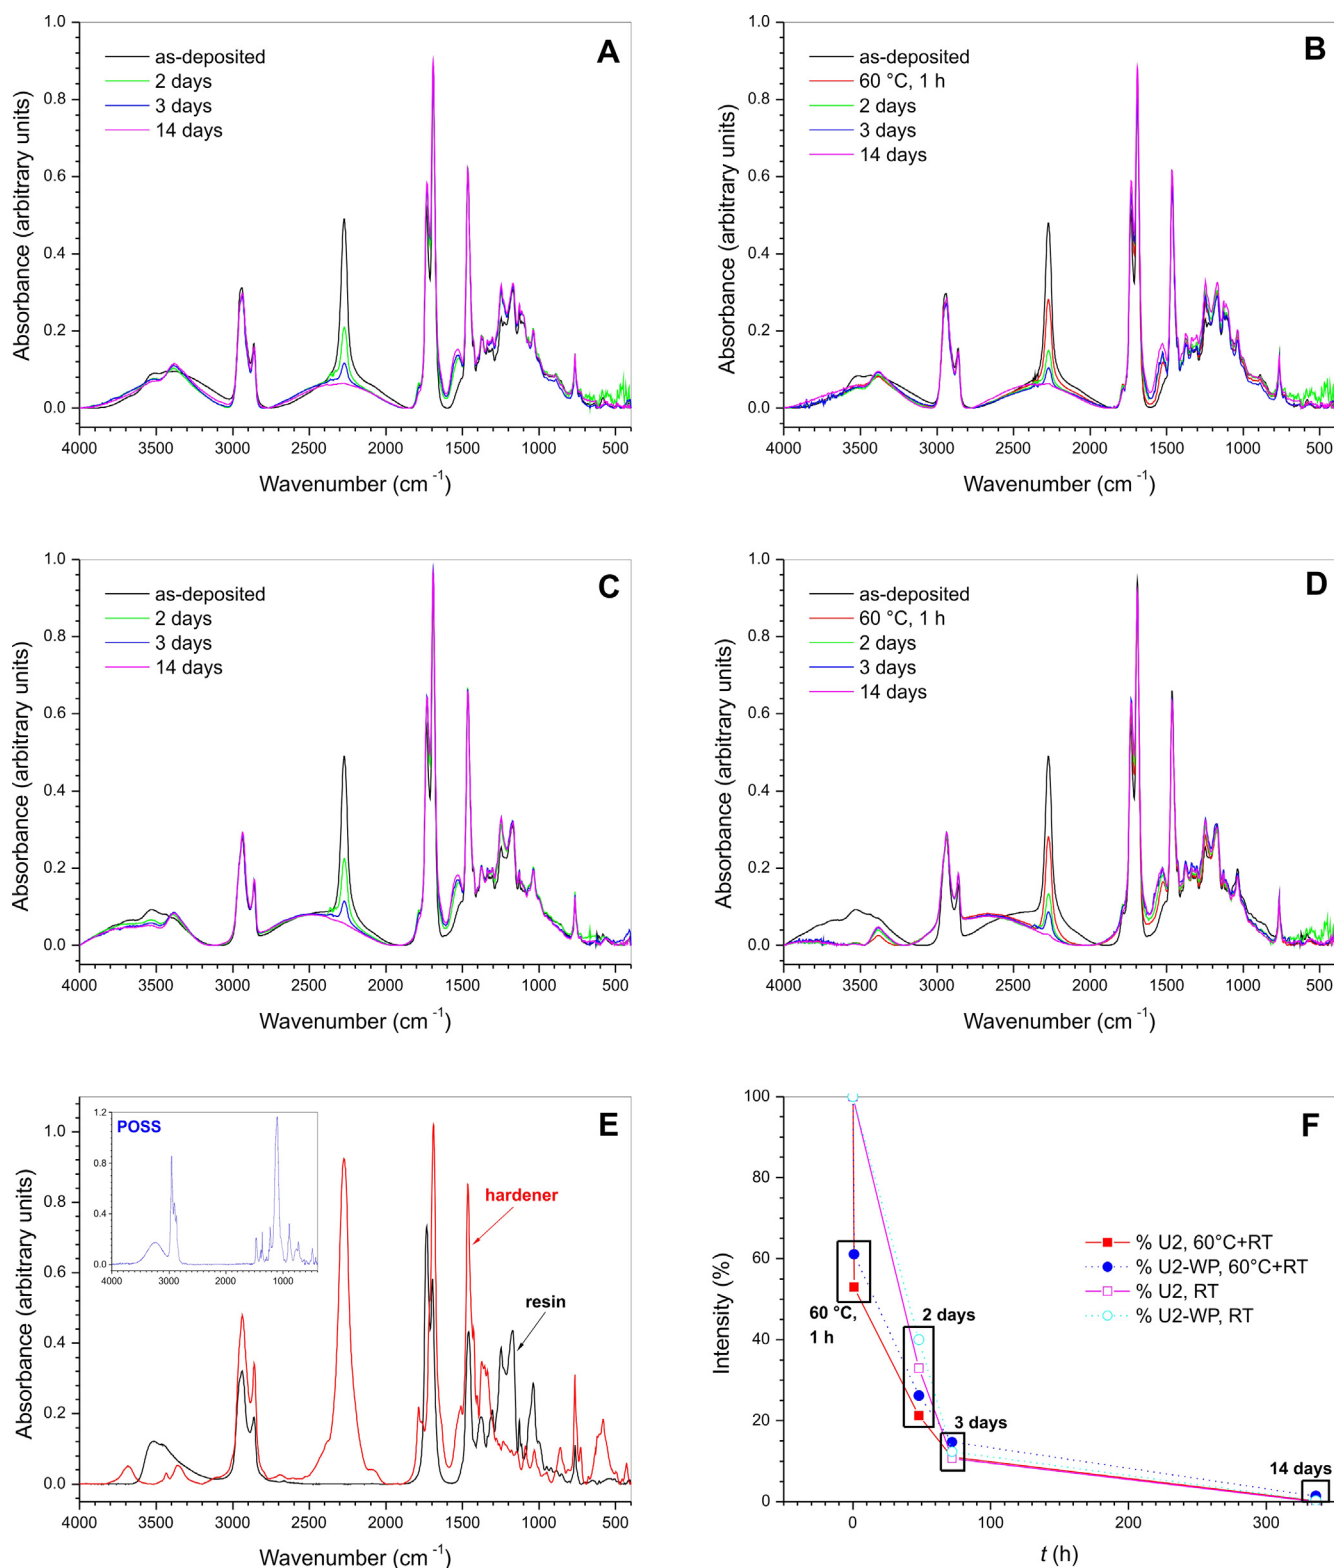 A
as-deposited
2 days
3 days
14 days
1.0
0.8
0.6
0.4
0.2
0.0
Absorbance (arbitrary units)
4000 3500 3000 2500 2000 1500 1000 500
Wavenumber (cm -1)
B
as-deposited
60 °C, 1 h
2 days
3 days
14 days
1.0
0.8
0.6
0.4
0.2
0.0
Absorbance (arbitrary units)
4000 3500 3000 2500 2000 1500 1000 500
Wavenumber (cm -1)
C
as-deposited
2 days
3 days
14 days
1.0
0.8
0.6
0.4
0.2
0.0
Absorbance (arbitrary units)
4000 3500 3000 2500 2000 1500 1000 500
Wavenumber (cm -1)
D
as-deposited
60 °C, 1 h
2 days
3 days
14 days
1.0
0.8
0.6
0.4
0.2
0.0
Absorbance (arbitrary units)
4000 3500 3000 2500 2000 1500 1000 500
Wavenumber (cm -1)
E
POSS
1.2
0.8
0.4
0.0
4000 3000 2000 1000
hardener
resin
1.0
0.8
0.6
0.4
0.2
0.0
Absorbance (arbitrary units)
4000 3500 3000 2500 2000 1500 1000 500
Wavenumber (cm -1)
F
100
80
60
40
20
0
Intensity (%)
% U2, 60°C+RT
% U2-WP, 60°C+RT
% U2, RT
% U2-WP, RT
60 °C,
1 h
2 days
3 days
14 days
0 100 200 300
t (h)